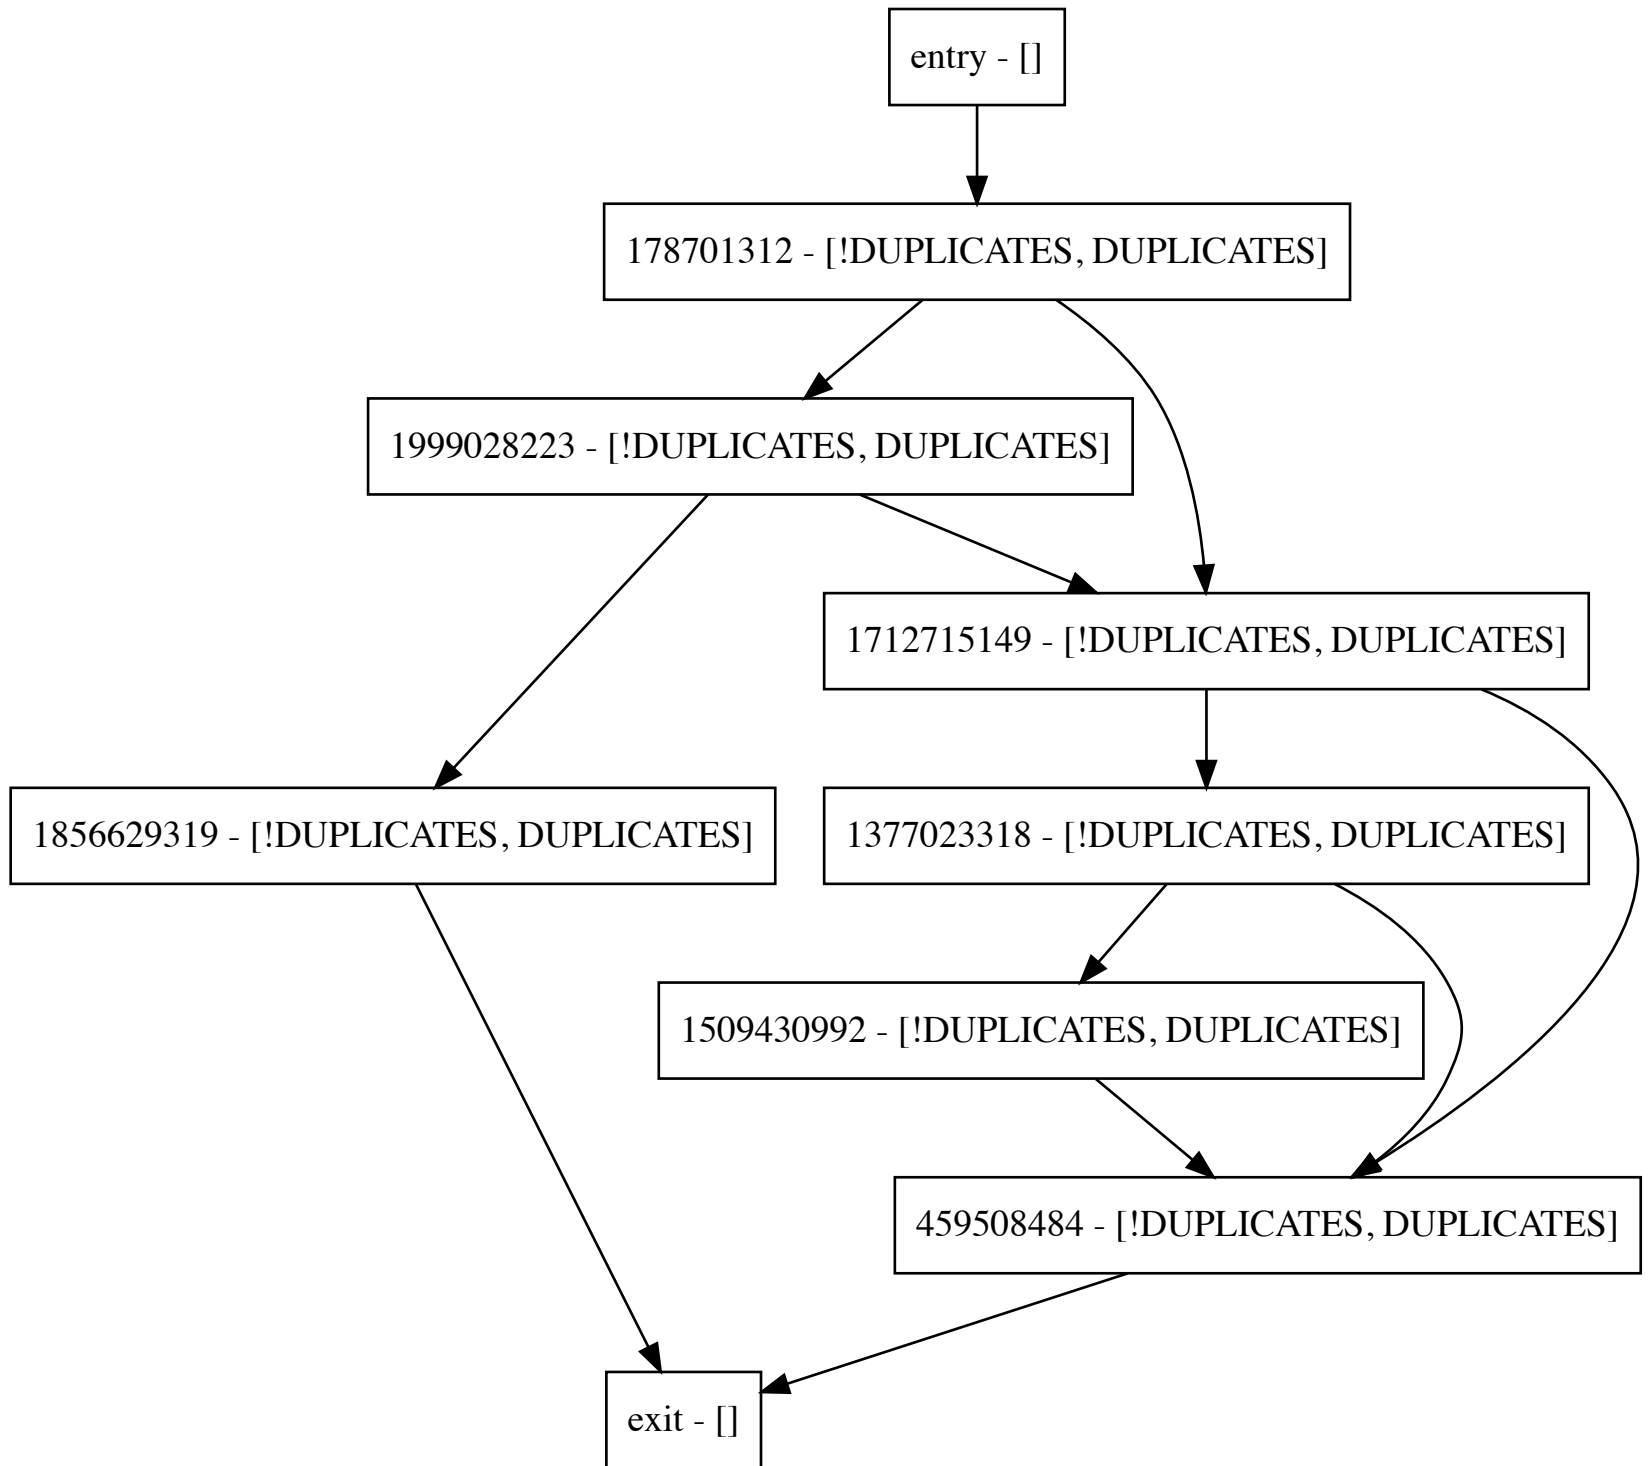 entry - []
178701312 - [!DUPLICATES, DUPLICATES]
1999028223 - [!DUPLICATES, DUPLICATES]
1712715149 - [!DUPLICATES, DUPLICATES]
1856629319 - [!DUPLICATES, DUPLICATES]
1377023318 - [!DUPLICATES, DUPLICATES]
1509430992 - [!DUPLICATES, DUPLICATES]
459508484 - [!DUPLICATES, DUPLICATES]
exit - []